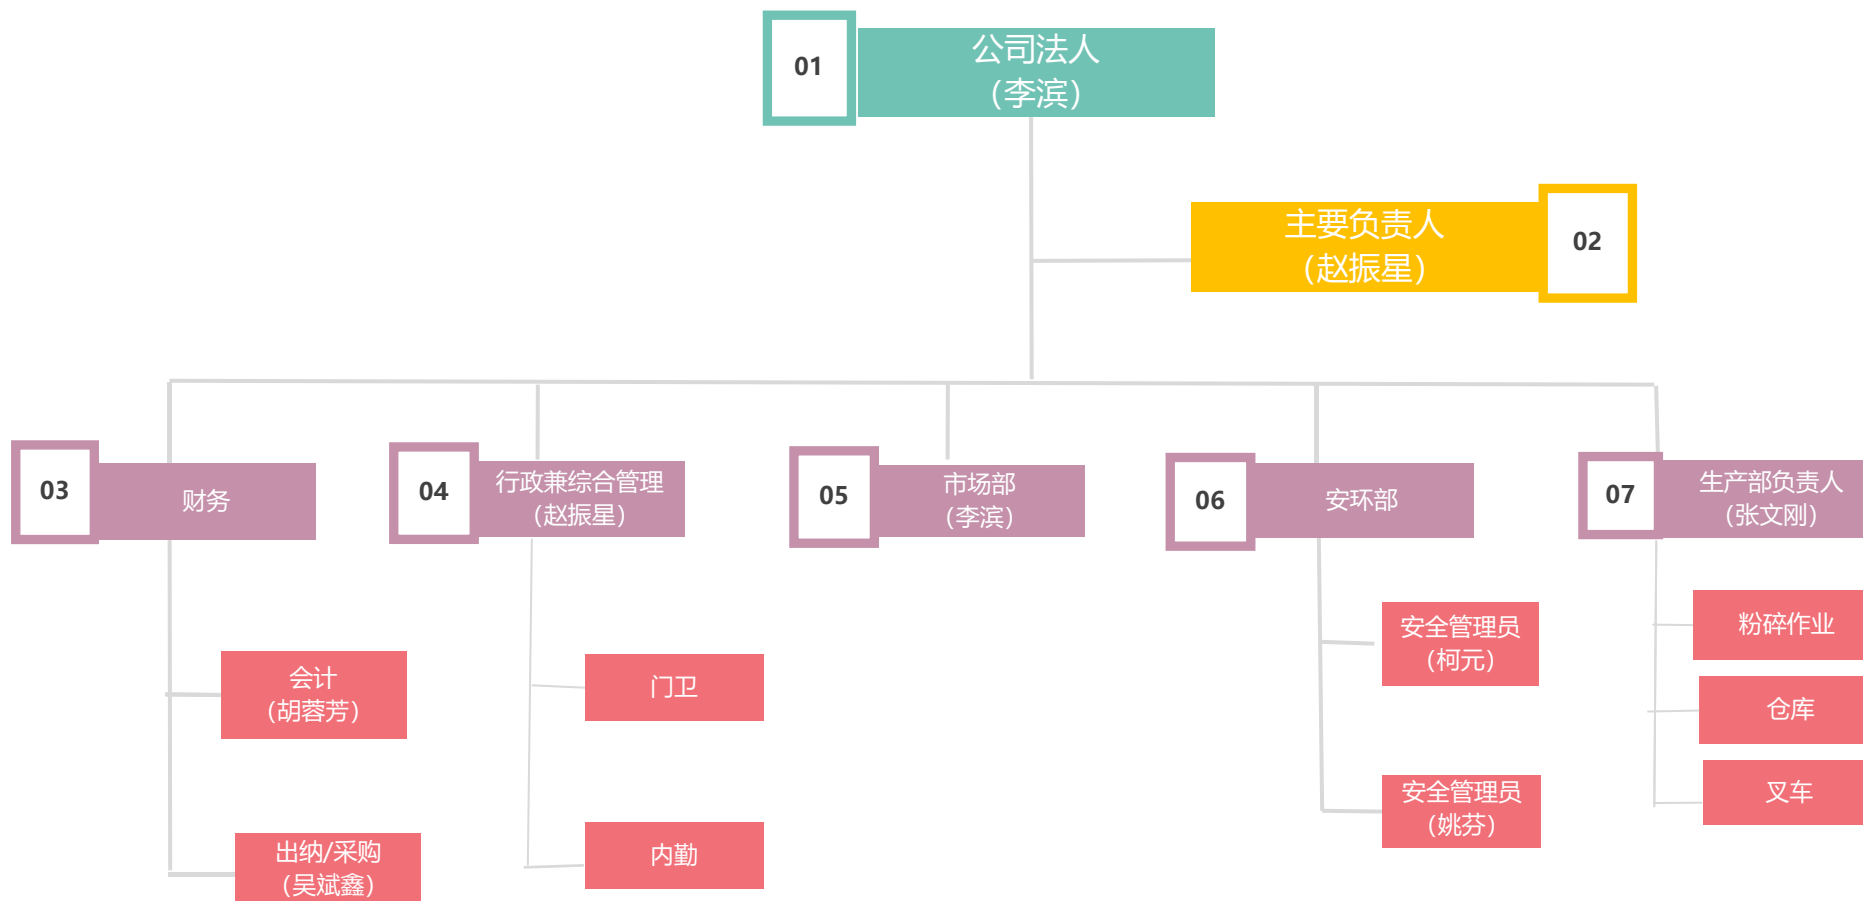 01
公司法人
（李滨）
主要负责人
（赵振星）
02
03
财务
04
行政兼综合管理
（赵振星）
05
市场部
（李滨）
06
安环部
07
生产部负责人
（张文刚）
会计
（胡蓉芳）
出纳/采购
（吴斌鑫）
门卫
内勤
安全管理员
（柯元）
安全管理员
（姚芬）
粉碎作业
仓库
叉车